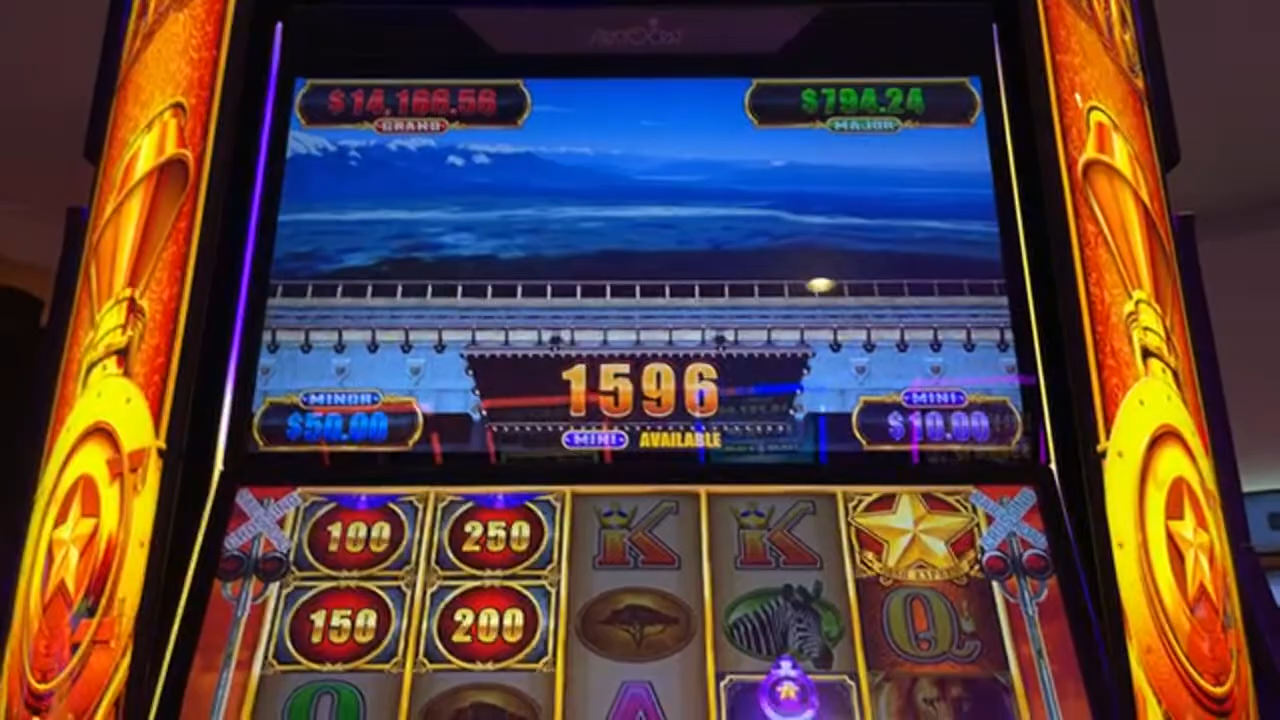 ARISTOCRAT
$14,166.56
GRAND
$794.24
MAJOR
1596
MINI AVAILABLE
MINOR
$50.00
MINI
$10.00
100 250 K K
150 200 Q
Q A